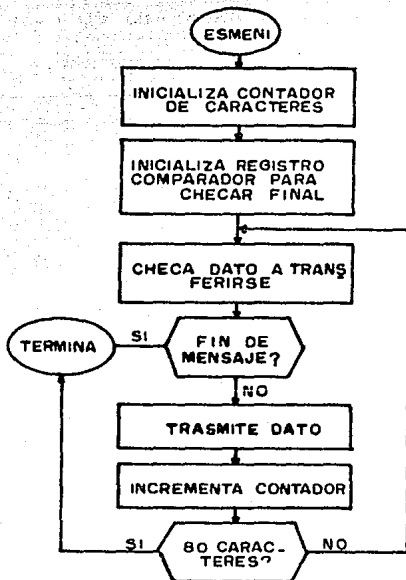 ESMENI
INICIALIZA CONTADOR
DE CARACTERES
INICIALIZA REGISTRO
COMPARADOR PARA
CHECAR FINAL
CHECA DATO A TRANS
FERIRSE
TERMINA
SI
FIN DE
MENSAJE?
NO
TRASMITE DATO
INCREMENTA CONTADOR
SI
80 CARAC-
TERES?
NO